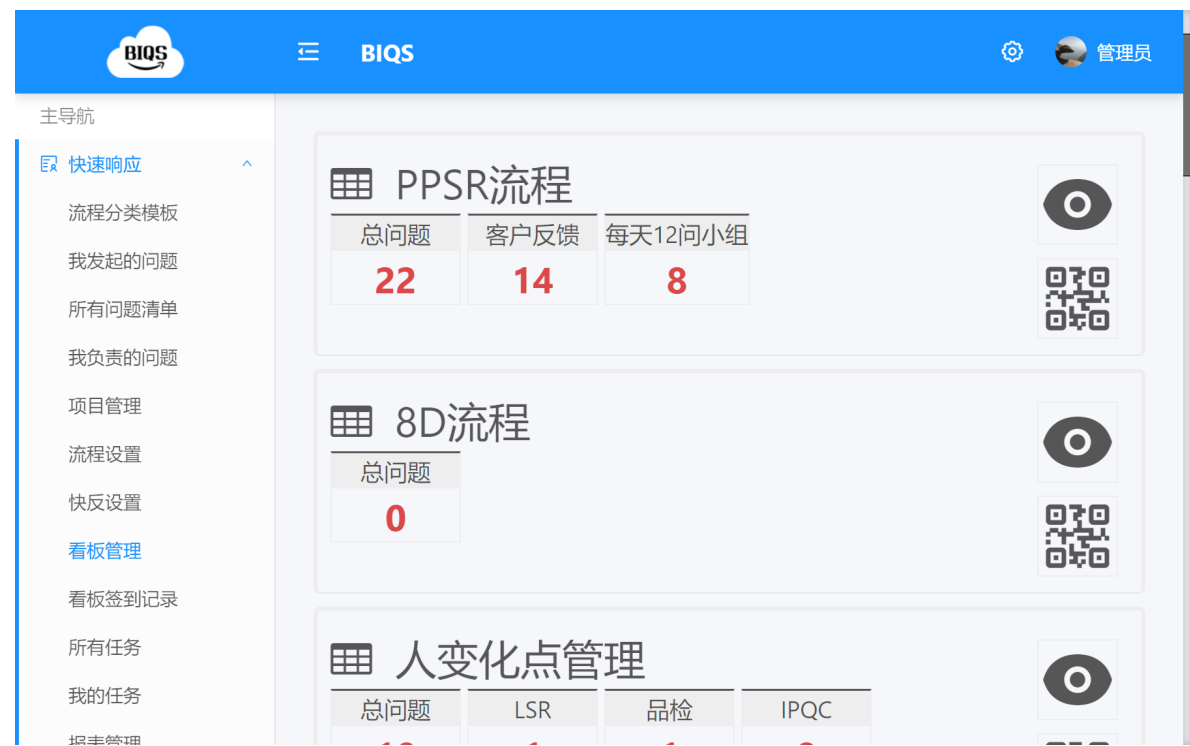 BIQS
BIQS
管理员
主导航
快速响应
流程分类模板
我发起的问题
所有问题清单
我负责的问题
项目管理
流程设置
快反设置
看板管理
看板签到记录
所有任务
我的任务
报表管理
PPSR流程
总问题 客户反馈 每天12问小组
22 14 8
8D流程
总问题
0
人变化点管理
总问题 LSR 品检 IPQC